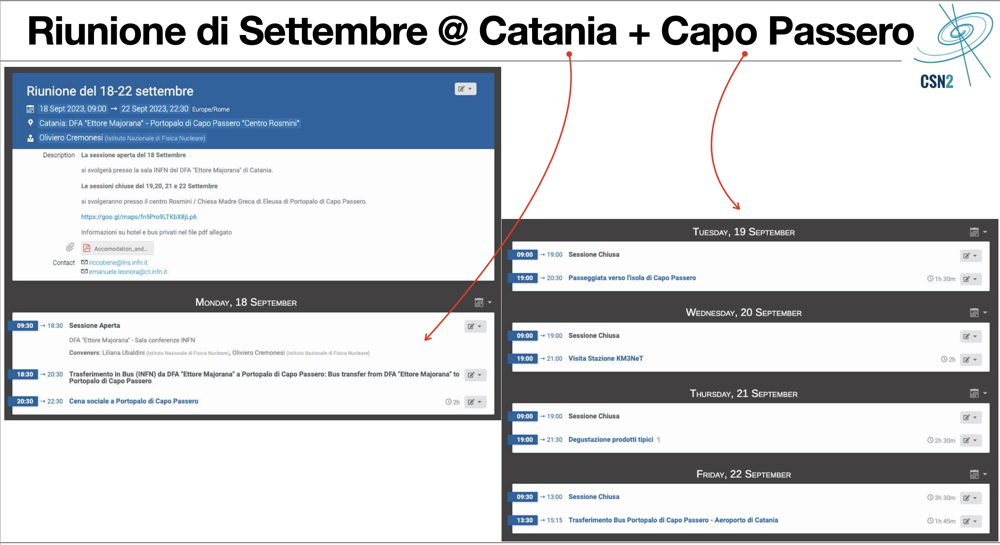 Riunione di Settembre @ Catania + Capo Passero
CSN2
Riunione del 18-22 settembre
18 Sept 2023, 09:00 → 22 Sept 2023, 22:30 Europe/Rome
Catania: DFA "Ettore Majorana" - Portopalo di Capo Passero "Centro Rosmini"
Oliviero Cremonesi (Istituto Nazionale di Fisica Nucleare)
Description La sessione aperta del 18 Settembre
si svolgerà presso la sala INFN del DFA "Ettore Majorana" di Catania.
Le sessioni chiuse del 19,20, 21 e 22 Settembre
si svolgeranno presso il centro Rosmini / Chiesa Madre Greca di Eleusa di Portopalo di Capo Passero.
https://goo.gl/maps/fn5Pro9LTKbX8jLp6
Informazioni su hotel e bus privati nel file pdf allegato
Accomodation_and...
Contact riccobene@lns.infn.it
emanuele.leonora@ct.infn.it
Monday, 18 September
09:30 → 18:30 Sessione Aperta
DFA "Ettore Majorana" - Sala conferenze INFN
Conveners: Liliana Ubaldini (Istituto Nazionale di Fisica Nucleare), Oliviero Cremonesi (Istituto Nazionale di Fisica Nucleare)
18:30 → 20:30 Trasferimento in Bus (INFN) da DFA "Ettore Majorana" a Portopalo di Capo Passero: Bus transfer from DFA "Ettore Majorana" to
Portopalo di Capo Passero
20:30 → 22:30 Cena sociale a Portopalo di Capo Passero 2h
Tuesday, 19 September
09:00 → 19:00 Sessione Chiusa
19:00 → 20:30 Passeggiata verso l'isola di Capo Passero 1h 30m
Wednesday, 20 September
09:00 → 19:00 Sessione Chiusa
19:00 → 21:00 Visita Stazione KM3NeT 2h
Thursday, 21 September
09:00 → 19:00 Sessione Chiusa
19:00 → 21:30 Degustazione prodotti tipici ¶ 2h 30m
Friday, 22 September
09:30 → 13:00 Sessione Chiusa 3h 30m
13:30 → 15:15 Trasferimento Bus Portopalo di Capo Passero - Aeroporto di Catania 1h 45m